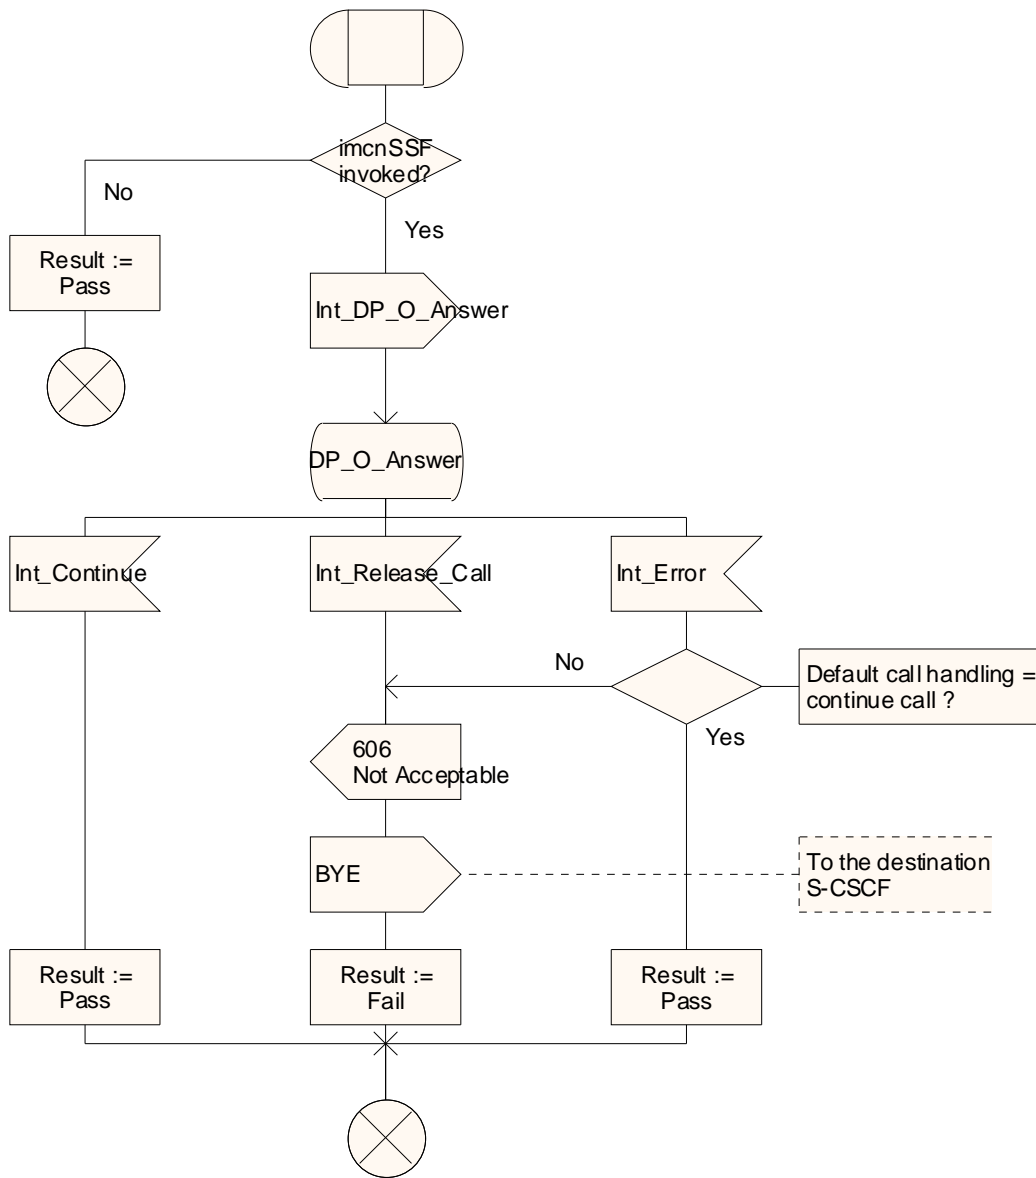 imcnSSF
invoked?
No
Yes
Result :=
Pass
Int_DP_O_Answer
DP_O_Answer
Int_Continue
Int_Release_Call
Int_Error
No
Default call handling =
continue call ?
Yes
606
Not Acceptable
BYE
To the destination
S-CSCF
Result :=
Pass
Result :=
Fail
Result :=
Pass